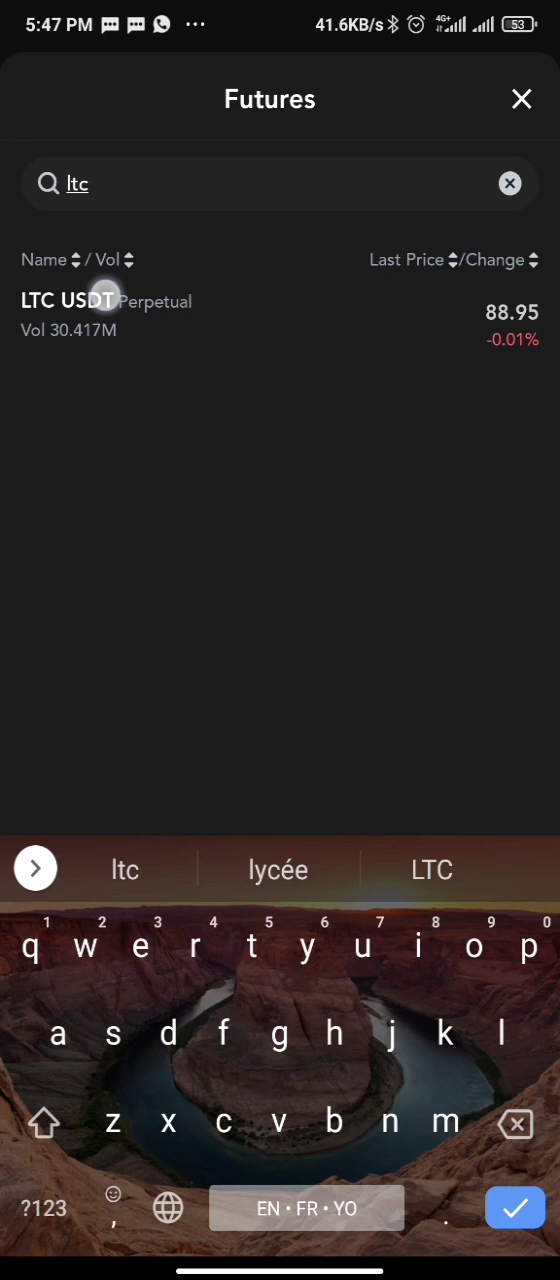 5:47 PM ··· 41.6KB/s 4G+ 53
Futures
ltc
Name / Vol Last Price /Change
LTC USDT Perpetual
88.95
Vol 30.417M
-0.01%
ltc lycée LTC
1 2 3 4 5 6 7 8 9 0
q w e r t y u i o p
a s d f g h j k l
z x c v b n m
?123 , EN • FR • YO .